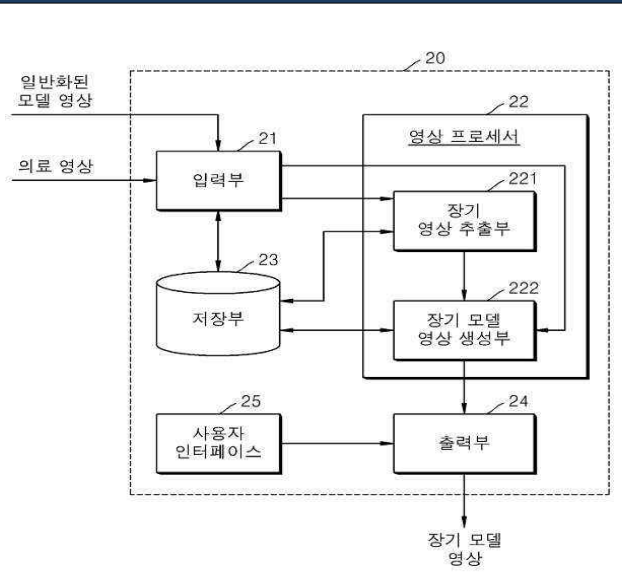 20
일반화된
모델 영상
22
영상 프로세서
21
의료 영상
입력부
221
장기
영상 추출부
23
저장부
222
장기 모델
영상 생성부
25
사용자
인터페이스
24
출력부
장기 모델
영상